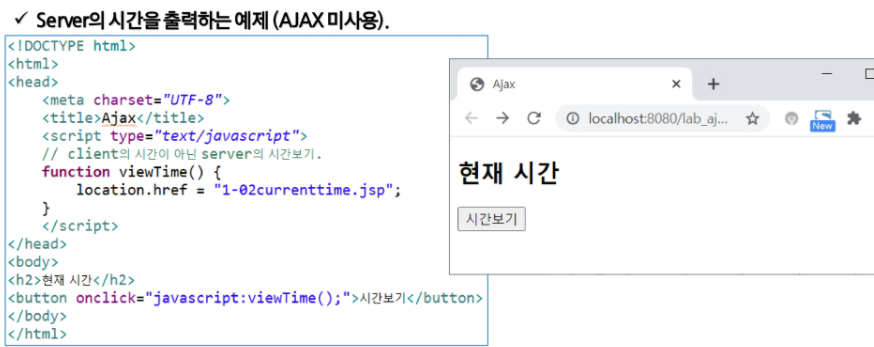 ✓ Server의 시간을 출력하는 예제 (AJAX 미사용).
<!DOCTYPE html>
<html>
<head>
<meta charset="UTF-8">
<title>Ajax</title>
<script type="text/javascript">
// client의 시간이 아닌 server의 시간보기.
function viewTime() {
location.href = "1-02currenttime.jsp";
}
</script>
</head>
<body>
<h2>현재 시간</h2>
<button onclick="javascript:viewTime();">시간보기</button>
</body>
</html>
Ajax
localhost:8080/lab_aj...
New
현재 시간
시간보기